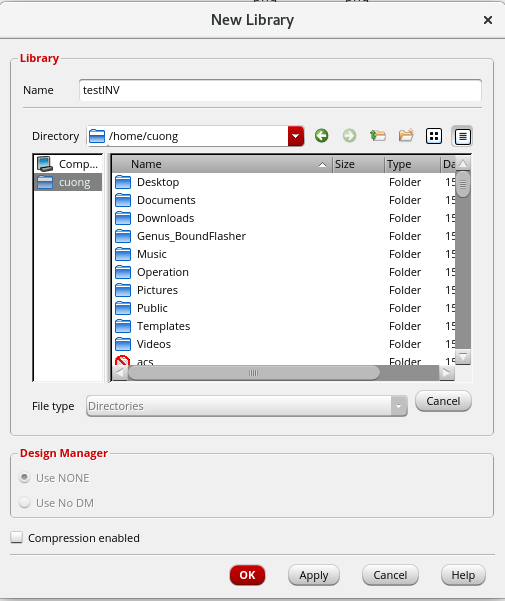 New Library
Library
Name testINV
Directory /home/cuong
Comp...
cuong
Name Size Type Da
Desktop Folder 15
Documents Folder 15
Downloads Folder 15
Genus_BoundFlasher Folder 15
Music Folder 15
Operation Folder 15
Pictures Folder 15
Public Folder 15
Templates Folder 15
Videos Folder 15
acs Folder 15
File type Directories Cancel
Design Manager
Use NONE
Use No DM
Compression enabled
OK Apply Cancel Help